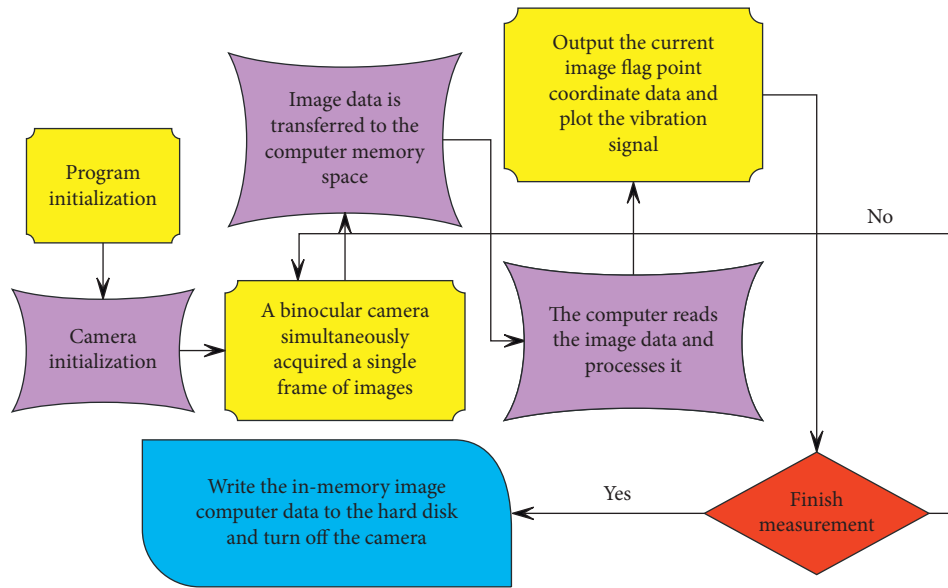 Program
initialization
Camera
initialization
A binocular camera
simultaneously
acquired a single
frame of images
Image data is
transferred to the
computer memory
space
The computer reads
the image data and
processes it
Output the current
image flag point
coordinate data and
plot the vibration
signal
Finish
measurement
No
Yes
Write the in-memory image
computer data to the hard disk
and turn off the camera